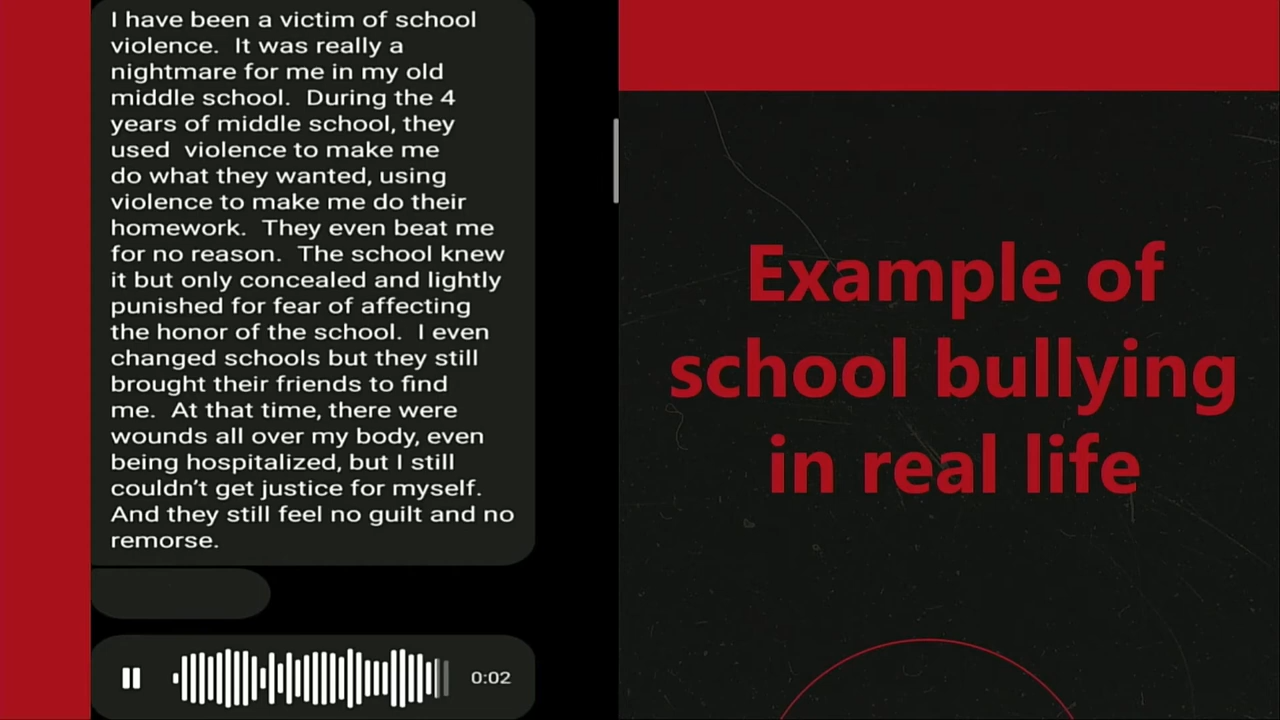 I have been a victim of school
violence.  It was really a
nightmare for me in my old
middle school.  During the 4
years of middle school, they
used  violence to make me
do what they wanted, using
violence to make me do their
homework.  They even beat me
for no reason.  The school knew
it but only concealed and lightly
punished for fear of affecting
the honor of the school.  I even
changed schools but they still
brought their friends to find
me.  At that time, there were
wounds all over my body, even
being hospitalized, but I still
couldn’t get justice for myself.
And they still feel no guilt and no
remorse.
0:02
Example of
school bullying
in real life